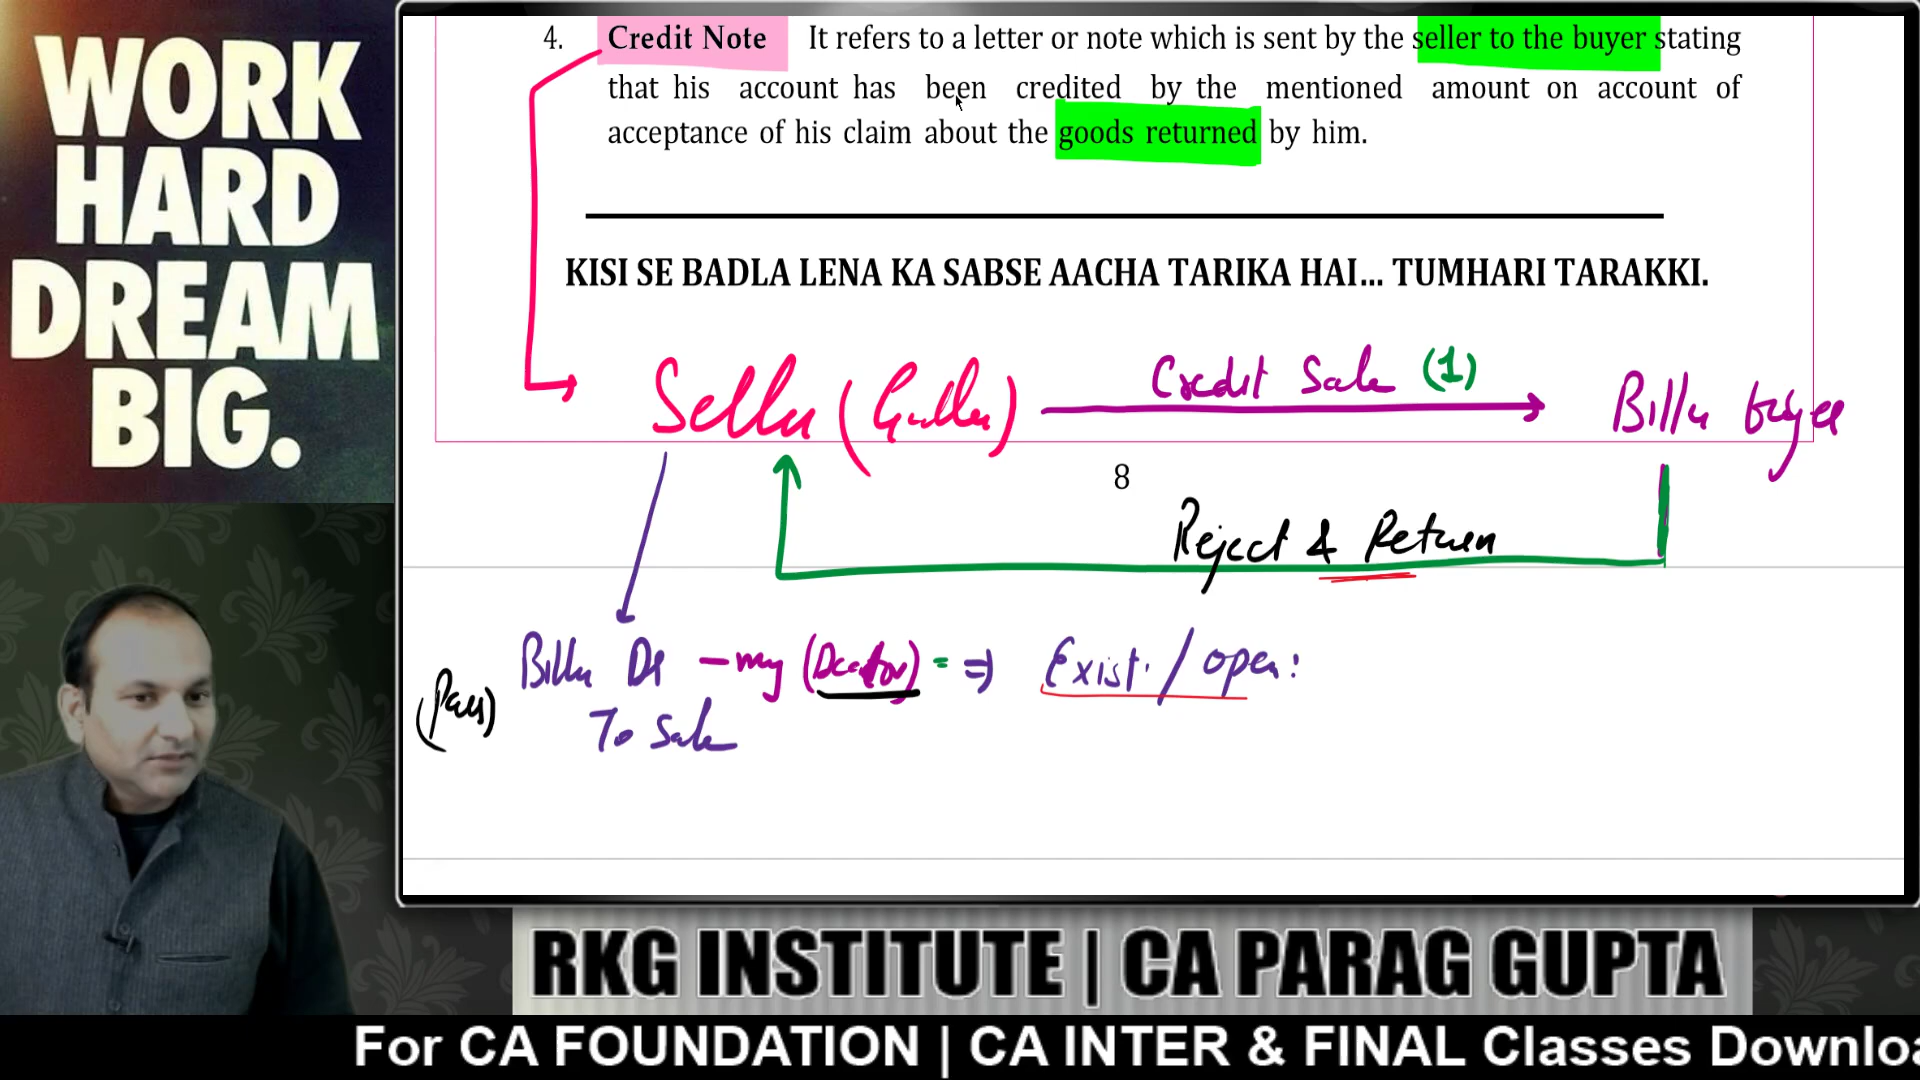 WORK
HARD
DREAM
BIG.
4. Credit Note It refers to a letter or note which is sent by the seller to the buyer stating
that his account has been credited by the mentioned amount on account of
acceptance of his claim about the goods returned by him.
KISI SE BADLA LENA KA SABSE AACHA TARIKA HAI... TUMHARI TARAKKI.
Seller (Gullu) Credit Sale (1) Billu buyer
8
Reject & Return
Billu Dr – my (Debtor) = ⇒ Exist. / open:
To Sale
RKG INSTITUTE | CA PARAG GUPTA
For CA FOUNDATION | CA INTER & FINAL Classes Downloa